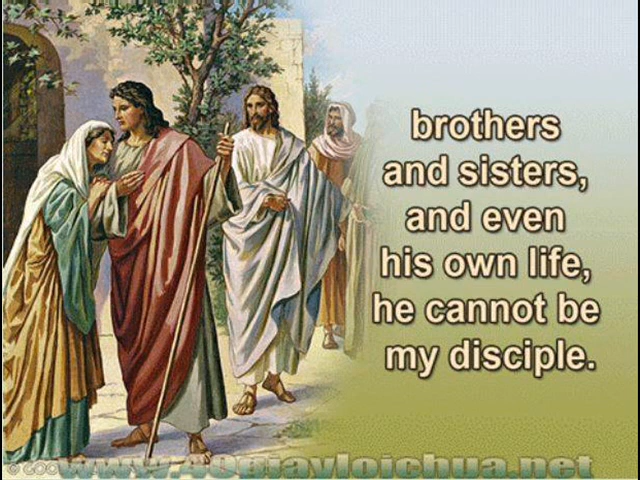 brothers
and sisters,
and even
his own life,
he cannot be
my disciple.